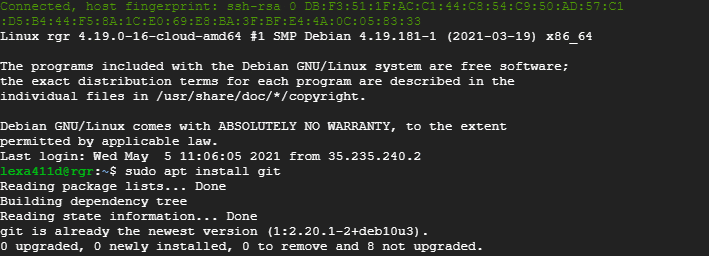 Connected, host fingerprint: ssh-rsa 0 DB:F3:51:1F:AC:C1:44:C8:54:C9:50:AD:57:C1
:D5:B4:44:F5:8A:1C:E0:69:E8:BA:3F:BF:E4:4A:0C:05:83:33
Linux rgr 4.19.0-16-cloud-amd64 #1 SMP Debian 4.19.181-1 (2021-03-19) x86_64
The programs included with the Debian GNU/Linux system are free software;
the exact distribution terms for each program are described in the
individual files in /usr/share/doc/*/copyright.
Debian GNU/Linux comes with ABSOLUTELY NO WARRANTY, to the extent
permitted by applicable law.
Last login: Wed May  5 11:06:05 2021 from 35.235.240.2
lexa411d@rgr:~$ sudo apt install git
Reading package lists... Done
Building dependency tree
Reading state information... Done
git is already the newest version (1:2.20.1-2+deb10u3).
0 upgraded, 0 newly installed, 0 to remove and 8 not upgraded.